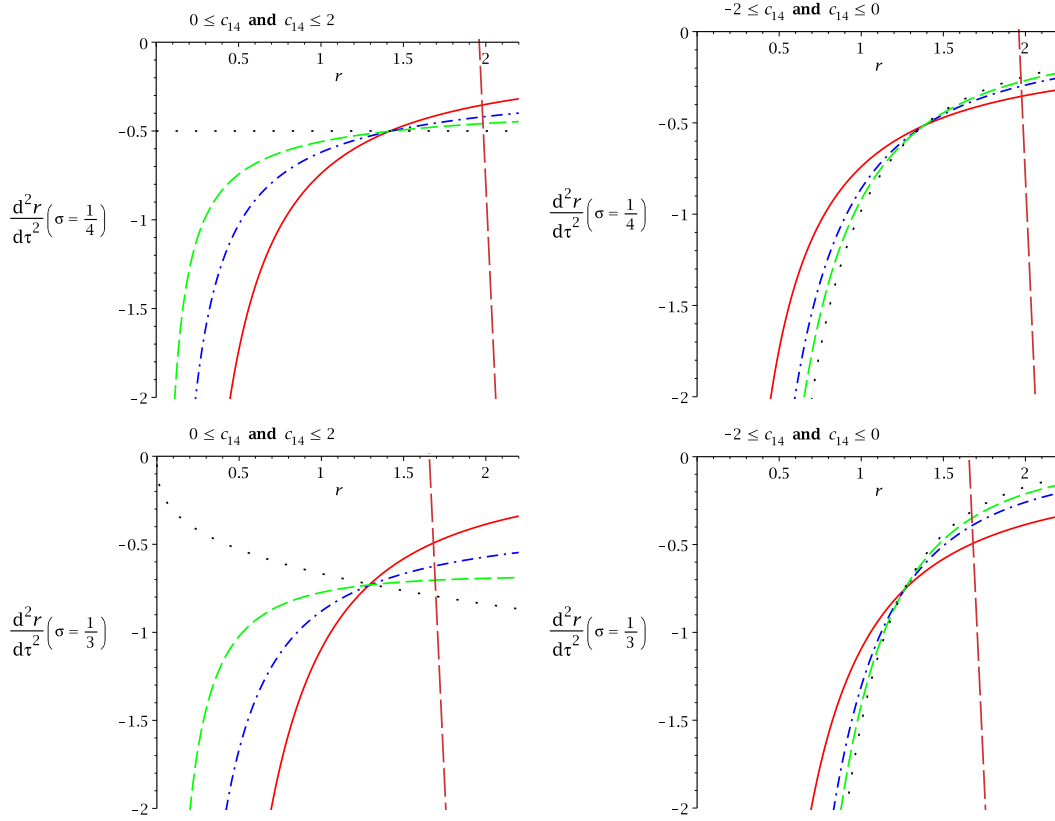 0 ≤ c₁₄ and c₁₄ ≤ 2
0
0.5 1 1.5 2
r
−0.5
−1
−1.5
−2
d²r/dτ² (σ = 1/4)
−2 ≤ c₁₄ and c₁₄ ≤ 0
0
0.5 1 1.5 2
r
−0.5
−1
−1.5
−2
d²r/dτ² (σ = 1/4)
0 ≤ c₁₄ and c₁₄ ≤ 2
0
0.5 1 1.5 2
r
−0.5
−1
−1.5
−2
d²r/dτ² (σ = 1/3)
−2 ≤ c₁₄ and c₁₄ ≤ 0
0
0.5 1 1.5 2
r
−0.5
−1
−1.5
−2
d²r/dτ² (σ = 1/3)